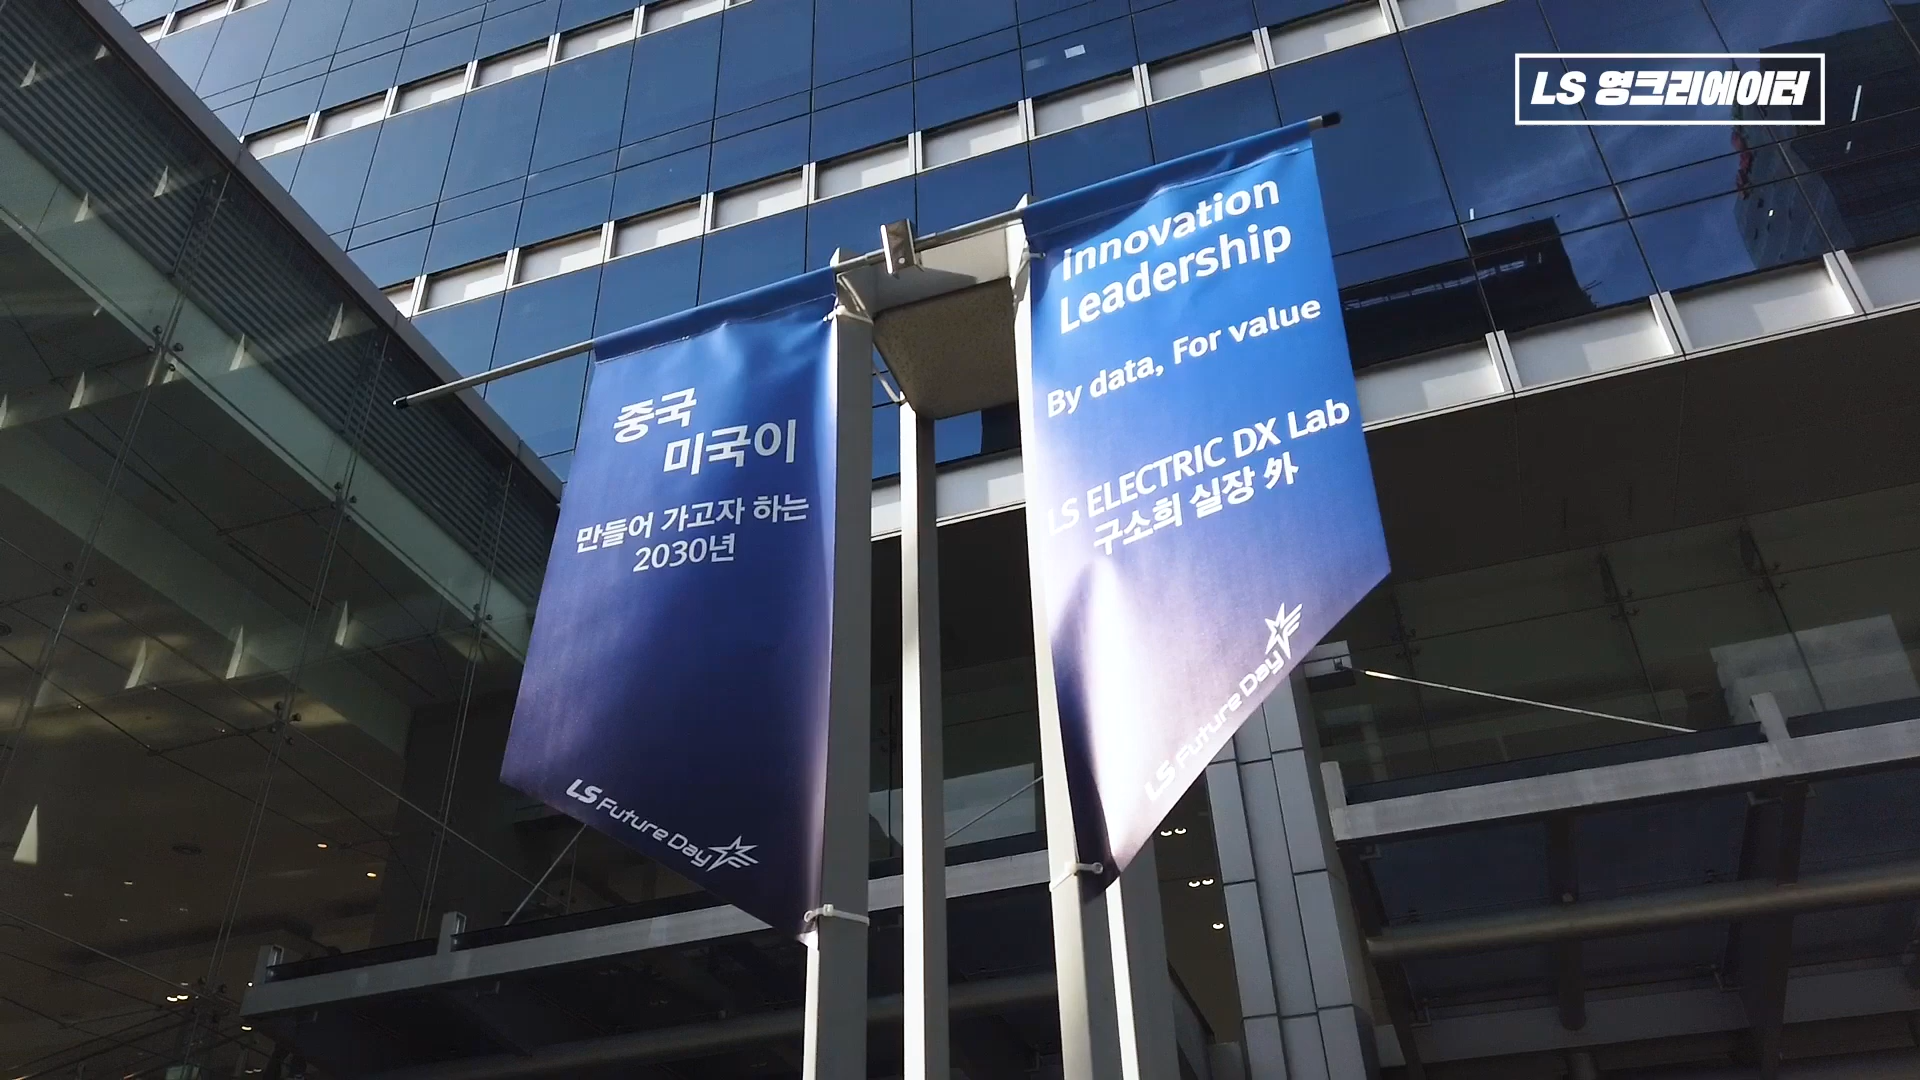 LS 영크리에이터
중국
미국이
만들어 가고자 하는
2030년
LS Future Day
Innovation
Leadership
By data, For value
LS ELECTRIC DX Lab
구소희 실장 外
LS Future Day